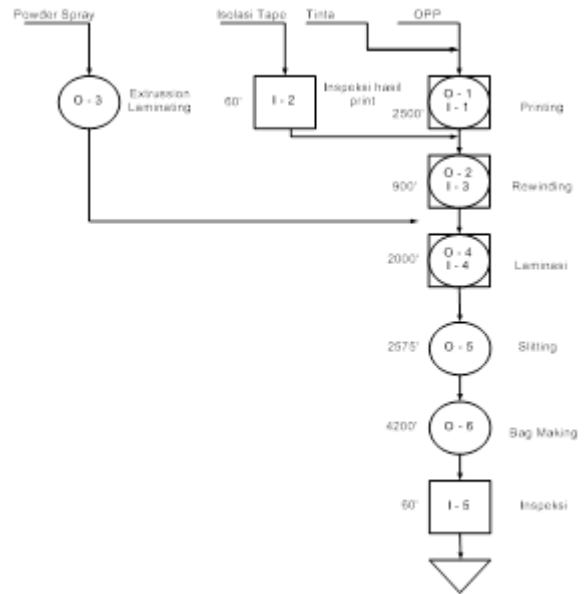 Powder Spray
Isolasi Tape
Tinta
OPP
O - 3
Extrussion
Laminating
60'
I - 2
Inspeksi hasil
print
2500'
O - 1
I - 1
Printing
900'
O - 2
I - 3
Rewinding
2000'
O - 4
I - 4
Laminasi
2575'
O - 5
Slitting
4200'
O - 6
Bag Making
60'
I - 5
Inspeksi